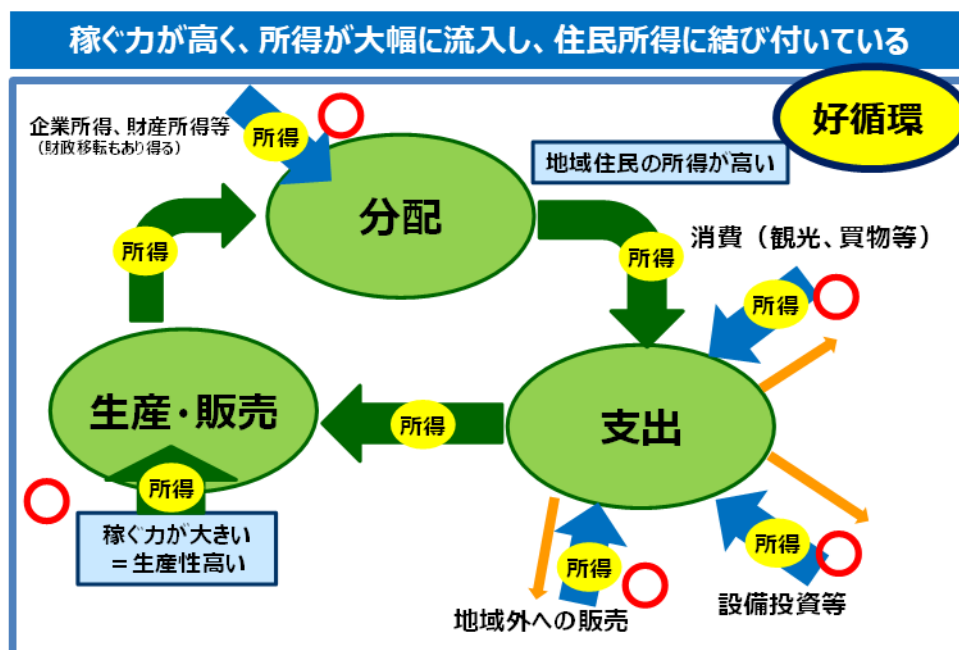 稼ぐ力が高く、所得が大幅に流入し、住民所得に結び付いている
好循環
企業所得、財産所得等
（財政移転もあり得る）
所得
分配
地域住民の所得が高い
所得
所得
消費（観光、買物等）
所得
生産・販売
所得
支出
所得
稼ぐ力が大きい
＝生産性高い
所得
地域外への販売
所得
設備投資等